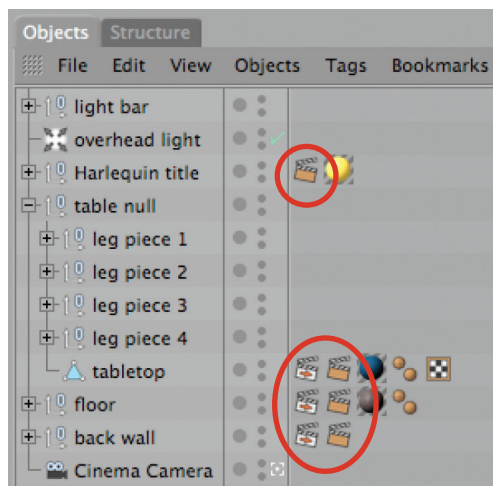 Objects Structure
File Edit View Objects Tags Bookmarks
light bar
overhead light
Harlequin title
table null
leg piece 1
leg piece 2
leg piece 3
leg piece 4
tabletop
floor
back wall
Cinema Camera